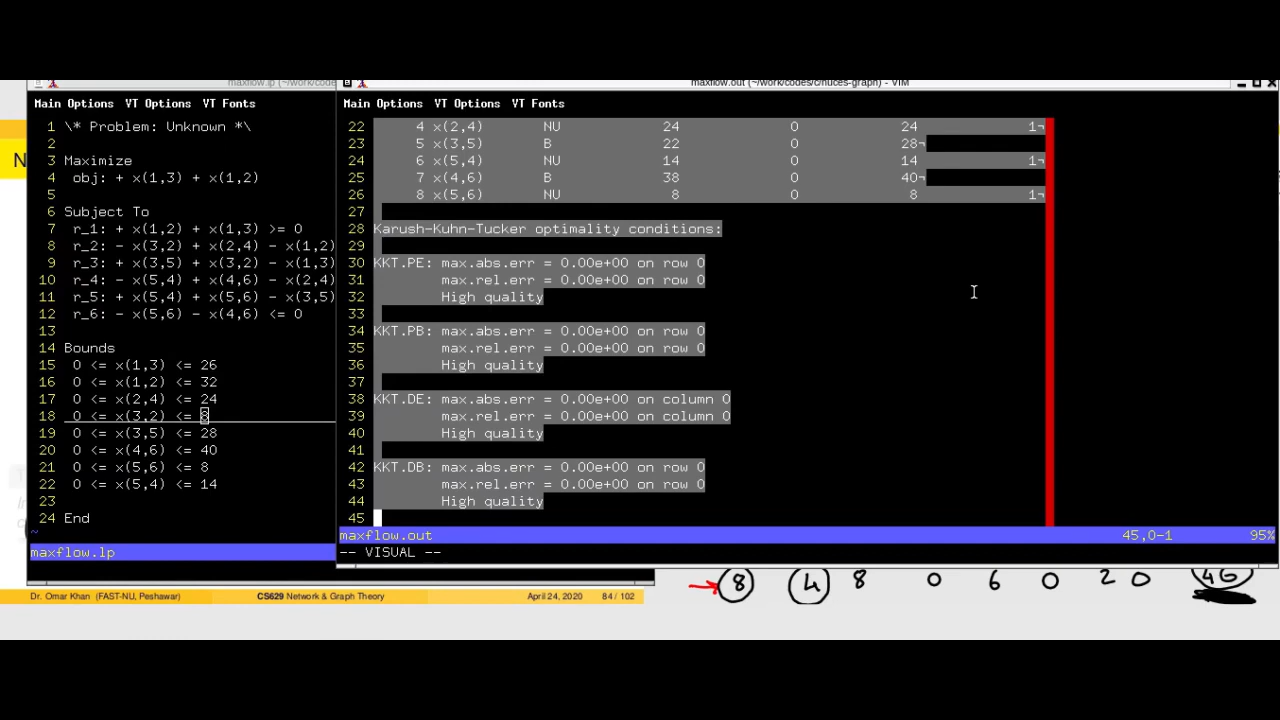 maxflow.lp (~/work/code
Main Options VT Options VT Fonts
1 \* Problem: Unknown *\
2
3 Maximize
4 obj: + x(1,3) + x(1,2)
5
6 Subject To
7 r_1: + x(1,2) + x(1,3) >= 0
8 r_2: - x(3,2) + x(2,4) - x(1,2)
9 r_3: + x(3,5) + x(3,2) - x(1,3)
10 r_4: - x(5,4) + x(4,6) - x(2,4)
11 r_5: + x(5,4) + x(5,6) - x(3,5)
12 r_6: - x(5,6) - x(4,6) <= 0
13
14 Bounds
15 0 <= x(1,3) <= 26
16 0 <= x(1,2) <= 32
17 0 <= x(2,4) <= 24
18 0 <= x(3,2) <= 8
19 0 <= x(3,5) <= 28
20 0 <= x(4,6) <= 40
21 0 <= x(5,6) <= 8
22 0 <= x(5,4) <= 14
23
24 End
~
maxflow.lp
maxflow.out (~/work/codes/c/nuces-graph) - VIM
Main Options VT Options VT Fonts
22 4 x(2,4) NU 24 0 24 1¬
23 5 x(3,5) B 22 0 28¬
24 6 x(5,4) NU 14 0 14 1¬
25 7 x(4,6) B 38 0 40¬
26 8 x(5,6) NU 8 0 8 1¬
27
28 Karush-Kuhn-Tucker optimality conditions:
29
30 KKT.PE: max.abs.err = 0.00e+00 on row 0
31 max.rel.err = 0.00e+00 on row 0
32 High quality
33
34 KKT.PB: max.abs.err = 0.00e+00 on row 0
35 max.rel.err = 0.00e+00 on row 0
36 High quality
37
38 KKT.DE: max.abs.err = 0.00e+00 on column 0
39 max.rel.err = 0.00e+00 on column 0
40 High quality
41
42 KKT.DB: max.abs.err = 0.00e+00 on row 0
43 max.rel.err = 0.00e+00 on row 0
44 High quality
45
maxflow.out 45,0-1 95%
-- VISUAL --
N
8 4 8 0 6 0 2 0 46
Dr. Omar Khan (FAST-NU, Peshawar) CS629 Network & Graph Theory April 24, 2020 84 / 102